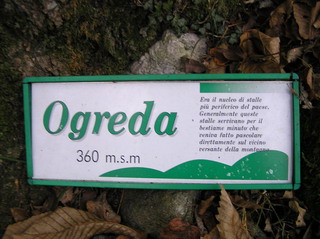 Ogreda
360 m.s.m
Era il nucleo di stalle
più periferico del paese.
Generalmente queste
stalle servivano per il
bestiame minuto che
veniva fatto pascolare
direttamente sul vicino
versante della montagna